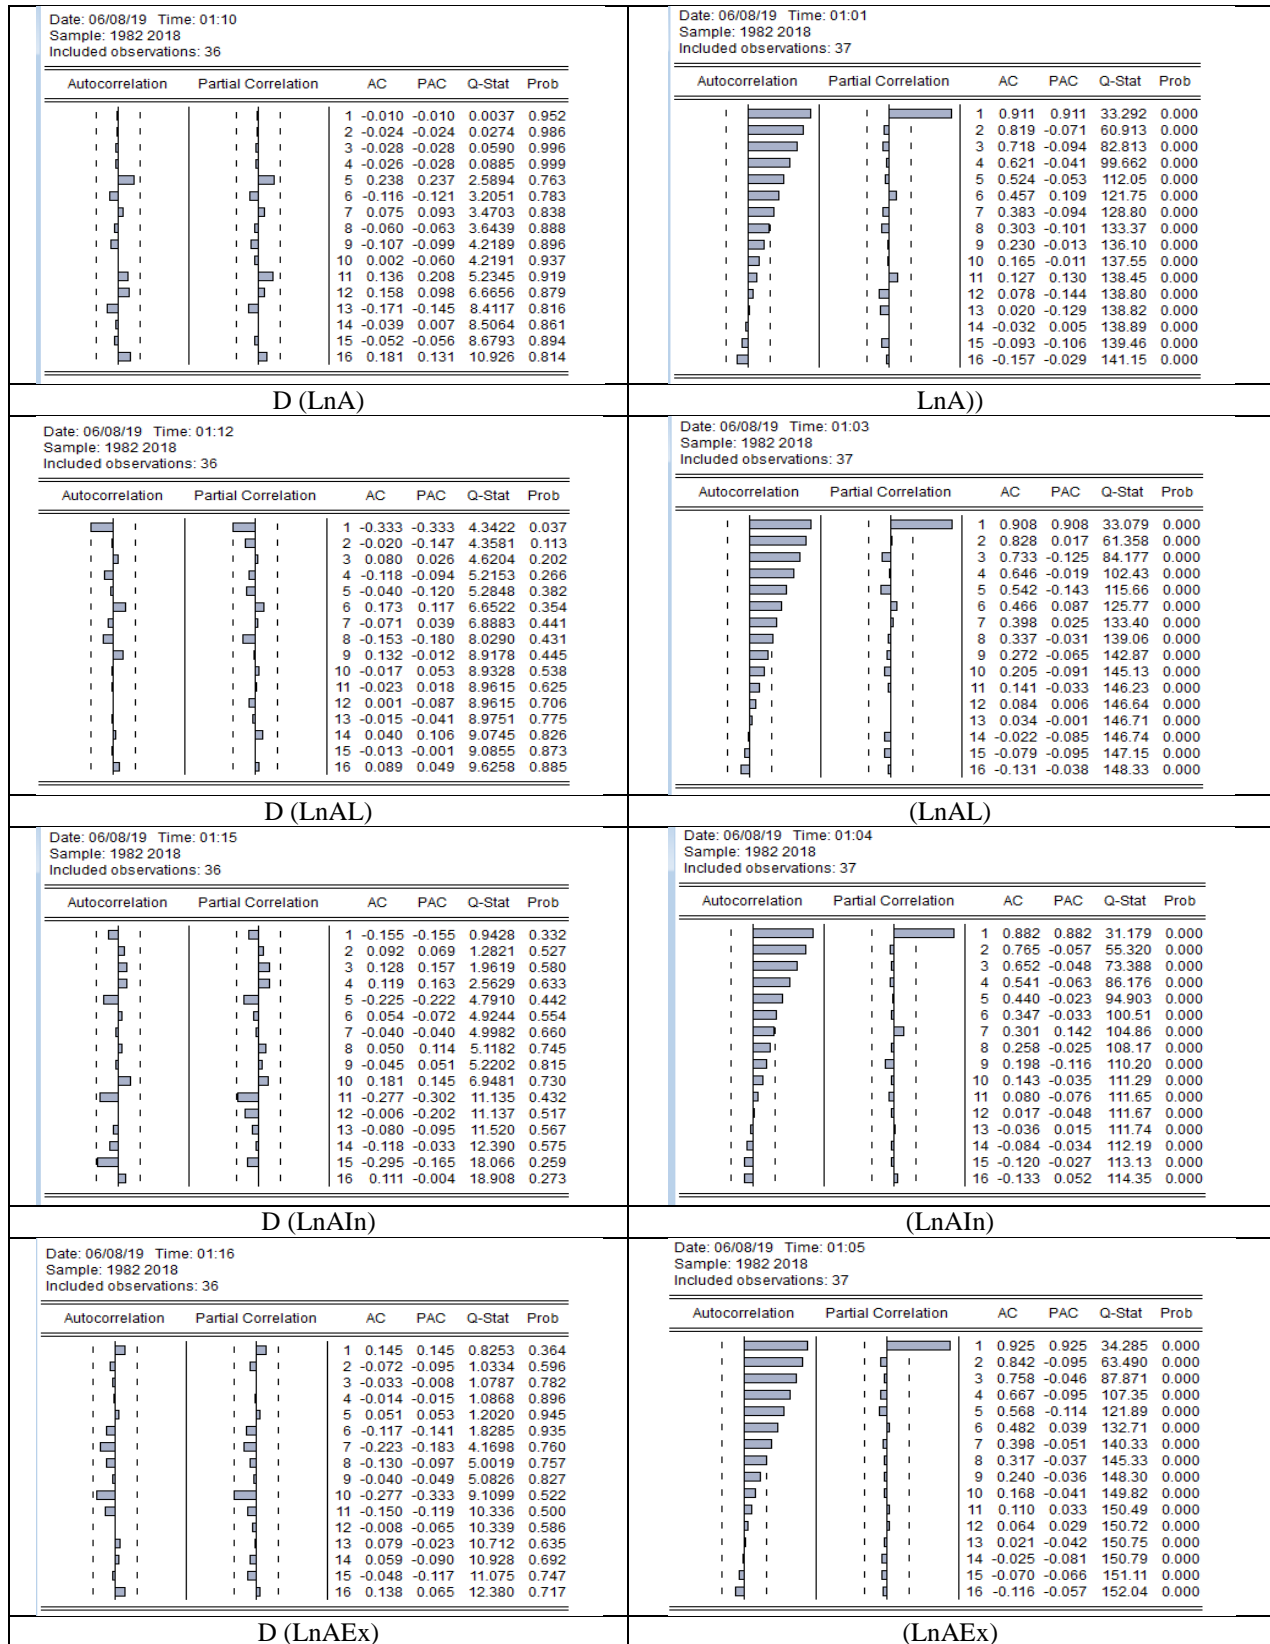 Date: 06/08/19 Time: 01:10
Sample: 1982 2018
Included observations: 36
Autocorrelation Partial Correlation AC PAC Q-Stat Prob
1 -0.010 -0.010 0.0037 0.952
2 -0.024 -0.024 0.0274 0.986
3 -0.028 -0.028 0.0590 0.996
4 -0.026 -0.028 0.0885 0.999
5 0.238 0.237 2.5894 0.763
6 -0.116 -0.121 3.2051 0.783
7 0.075 0.093 3.4703 0.838
8 -0.060 -0.063 3.6439 0.888
9 -0.107 -0.099 4.2189 0.896
10 0.002 -0.060 4.2191 0.937
11 0.136 0.208 5.2345 0.919
12 0.158 0.098 6.6656 0.879
13 -0.171 -0.145 8.4117 0.816
14 -0.039 0.007 8.5064 0.861
15 -0.052 -0.056 8.6793 0.894
16 0.181 0.131 10.926 0.814
D (LnA)
Date: 06/08/19 Time: 01:01
Sample: 1982 2018
Included observations: 37
Autocorrelation Partial Correlation AC PAC Q-Stat Prob
1 0.911 0.911 33.292 0.000
2 0.819 -0.071 60.913 0.000
3 0.718 -0.094 82.813 0.000
4 0.621 -0.041 99.662 0.000
5 0.524 -0.053 112.05 0.000
6 0.457 0.109 121.75 0.000
7 0.383 -0.094 128.80 0.000
8 0.303 -0.101 133.37 0.000
9 0.230 -0.013 136.10 0.000
10 0.165 -0.011 137.55 0.000
11 0.127 0.130 138.45 0.000
12 0.078 -0.144 138.80 0.000
13 0.020 -0.129 138.82 0.000
14 -0.032 0.005 138.89 0.000
15 -0.093 -0.106 139.46 0.000
16 -0.157 -0.029 141.15 0.000
LnA))
Date: 06/08/19 Time: 01:12
Sample: 1982 2018
Included observations: 36
Autocorrelation Partial Correlation AC PAC Q-Stat Prob
1 -0.333 -0.333 4.3422 0.037
2 -0.020 -0.147 4.3581 0.113
3 0.080 0.026 4.6204 0.202
4 -0.118 -0.094 5.2153 0.266
5 -0.040 -0.120 5.2848 0.382
6 0.173 0.117 6.6522 0.354
7 -0.071 0.039 6.8883 0.441
8 -0.153 -0.180 8.0290 0.431
9 0.132 -0.012 8.9178 0.445
10 -0.017 0.053 8.9328 0.538
11 -0.023 0.018 8.9615 0.625
12 0.001 -0.087 8.9615 0.706
13 -0.015 -0.041 8.9751 0.775
14 0.040 0.106 9.0745 0.826
15 -0.013 -0.001 9.0855 0.873
16 0.089 0.049 9.6258 0.885
D (LnAL)
Date: 06/08/19 Time: 01:03
Sample: 1982 2018
Included observations: 37
Autocorrelation Partial Correlation AC PAC Q-Stat Prob
1 0.908 0.908 33.079 0.000
2 0.828 0.017 61.358 0.000
3 0.733 -0.125 84.177 0.000
4 0.646 -0.019 102.43 0.000
5 0.542 -0.143 115.66 0.000
6 0.466 0.087 125.77 0.000
7 0.398 0.025 133.40 0.000
8 0.337 -0.031 139.06 0.000
9 0.272 -0.065 142.87 0.000
10 0.205 -0.091 145.13 0.000
11 0.141 -0.033 146.23 0.000
12 0.084 0.006 146.64 0.000
13 0.034 -0.001 146.71 0.000
14 -0.022 -0.085 146.74 0.000
15 -0.079 -0.095 147.15 0.000
16 -0.131 -0.038 148.33 0.000
(LnAL)
Date: 06/08/19 Time: 01:15
Sample: 1982 2018
Included observations: 36
Autocorrelation Partial Correlation AC PAC Q-Stat Prob
1 -0.155 -0.155 0.9428 0.332
2 0.092 0.069 1.2821 0.527
3 0.128 0.157 1.9619 0.580
4 0.119 0.163 2.5629 0.633
5 -0.225 -0.222 4.7910 0.442
6 0.054 -0.072 4.9244 0.554
7 -0.040 -0.040 4.9982 0.660
8 0.050 0.114 5.1182 0.745
9 -0.045 0.051 5.2202 0.815
10 0.181 0.145 6.9481 0.730
11 -0.277 -0.302 11.135 0.432
12 -0.006 -0.202 11.137 0.517
13 -0.080 -0.095 11.520 0.567
14 -0.118 -0.033 12.390 0.575
15 -0.295 -0.165 18.066 0.259
16 0.111 -0.004 18.908 0.273
D (LnAIn)
Date: 06/08/19 Time: 01:04
Sample: 1982 2018
Included observations: 37
Autocorrelation Partial Correlation AC PAC Q-Stat Prob
1 0.882 0.882 31.179 0.000
2 0.765 -0.057 55.320 0.000
3 0.652 -0.048 73.388 0.000
4 0.541 -0.063 86.176 0.000
5 0.440 -0.023 94.903 0.000
6 0.347 -0.033 100.51 0.000
7 0.301 0.142 104.86 0.000
8 0.258 -0.025 108.17 0.000
9 0.198 -0.116 110.20 0.000
10 0.143 -0.035 111.29 0.000
11 0.080 -0.076 111.65 0.000
12 0.017 -0.048 111.67 0.000
13 -0.036 0.015 111.74 0.000
14 -0.084 -0.034 112.19 0.000
15 -0.120 -0.027 113.13 0.000
16 -0.133 0.052 114.35 0.000
(LnAIn)
Date: 06/08/19 Time: 01:16
Sample: 1982 2018
Included observations: 36
Autocorrelation Partial Correlation AC PAC Q-Stat Prob
1 0.145 0.145 0.8253 0.364
2 -0.072 -0.095 1.0334 0.596
3 -0.033 -0.008 1.0787 0.782
4 -0.014 -0.015 1.0868 0.896
5 0.051 0.053 1.2020 0.945
6 -0.117 -0.141 1.8285 0.935
7 -0.223 -0.183 4.1698 0.760
8 -0.130 -0.097 5.0019 0.757
9 -0.040 -0.049 5.0826 0.827
10 -0.277 -0.333 9.1099 0.522
11 -0.150 -0.119 10.336 0.500
12 -0.008 -0.065 10.339 0.586
13 0.079 -0.023 10.712 0.635
14 0.059 -0.090 10.928 0.692
15 -0.048 -0.117 11.075 0.747
16 0.138 0.065 12.380 0.717
D (LnAEx)
Date: 06/08/19 Time: 01:05
Sample: 1982 2018
Included observations: 37
Autocorrelation Partial Correlation AC PAC Q-Stat Prob
1 0.925 0.925 34.285 0.000
2 0.842 -0.095 63.490 0.000
3 0.758 -0.046 87.871 0.000
4 0.667 -0.095 107.35 0.000
5 0.568 -0.114 121.89 0.000
6 0.482 0.039 132.71 0.000
7 0.398 -0.051 140.33 0.000
8 0.317 -0.037 145.33 0.000
9 0.240 -0.036 148.30 0.000
10 0.168 -0.041 149.82 0.000
11 0.110 0.033 150.49 0.000
12 0.064 0.029 150.72 0.000
13 0.021 -0.042 150.75 0.000
14 -0.025 -0.081 150.79 0.000
15 -0.070 -0.066 151.11 0.000
16 -0.116 -0.057 152.04 0.000
(LnAEx)